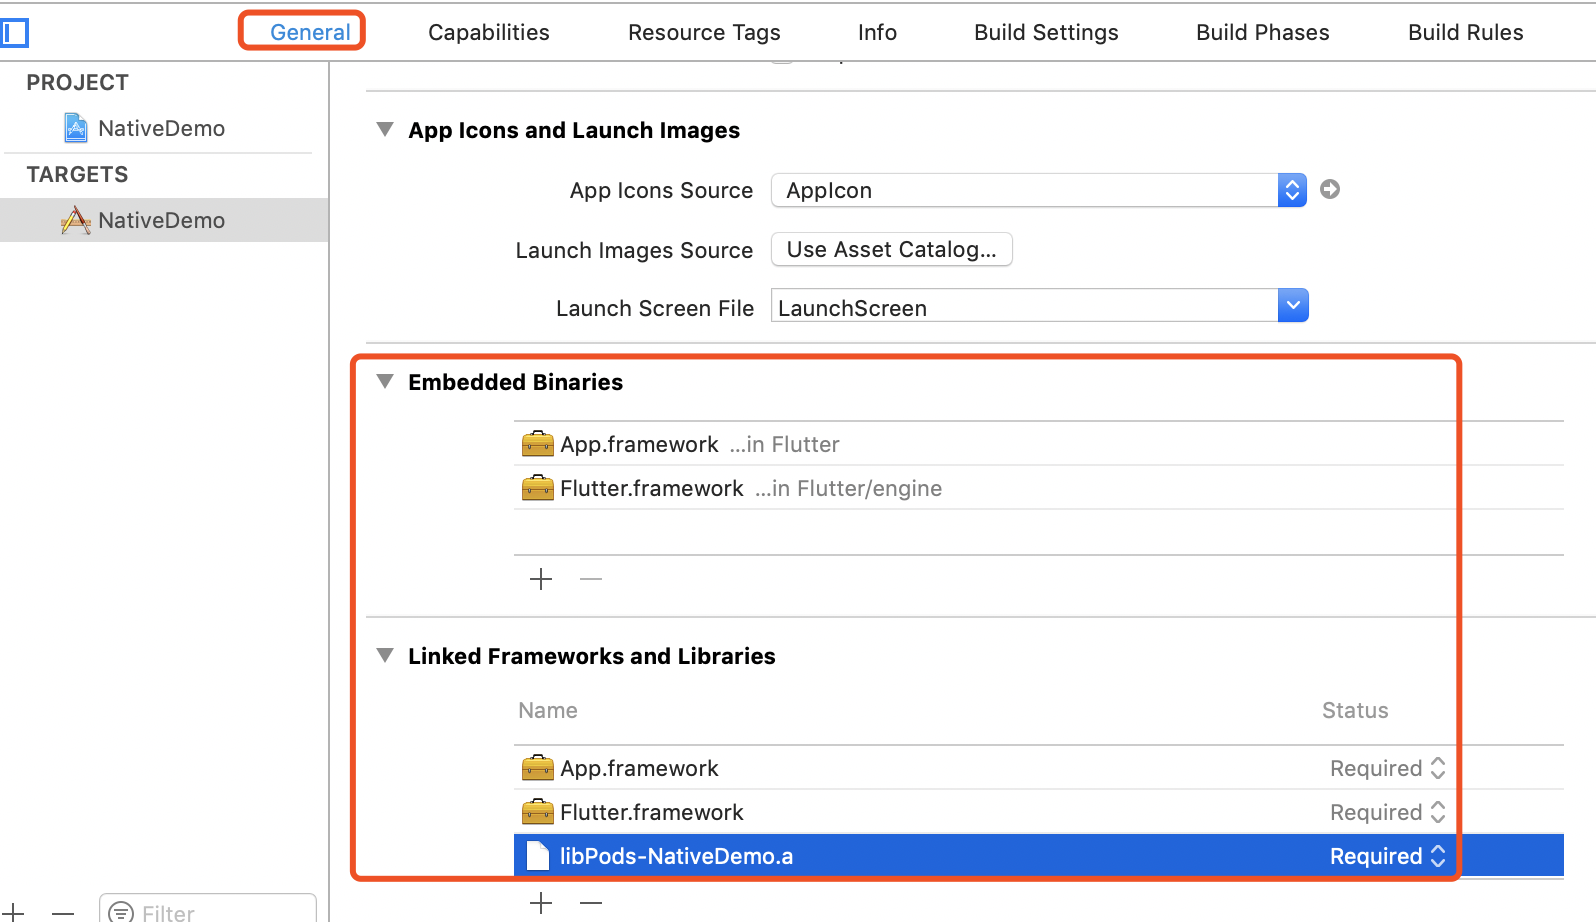 General Capabilities Resource Tags Info Build Settings Build Phases Build Rules
PROJECT
NativeDemo
TARGETS
NativeDemo
App Icons and Launch Images
App Icons Source AppIcon
Launch Images Source Use Asset Catalog...
Launch Screen File LaunchScreen
Embedded Binaries
App.framework ...in Flutter
Flutter.framework ...in Flutter/engine
Linked Frameworks and Libraries
Name Status
App.framework Required
Flutter.framework Required
libPods-NativeDemo.a Required
Filter